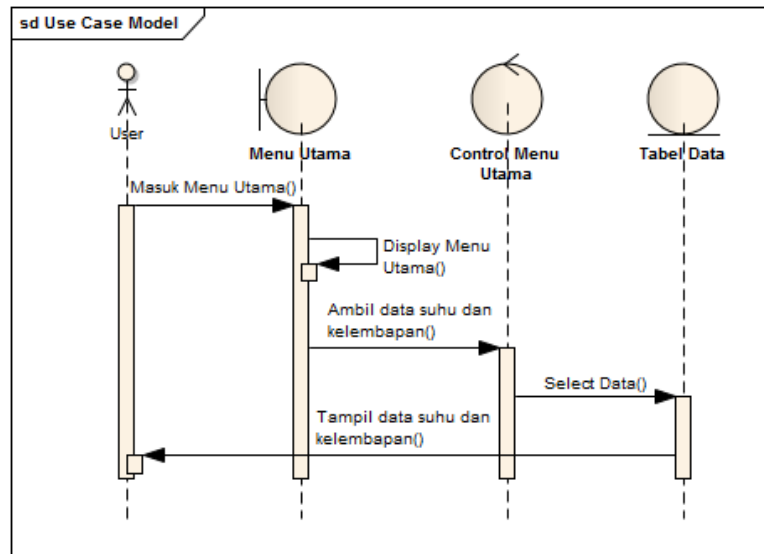 sd Use Case Model
User
Menu Utama
Control Menu
Utama
Tabel Data
Masuk Menu Utama()
Display Menu
Utama()
Ambil data suhu dan
kelembapan()
Select Data()
Tampil data suhu dan
kelembapan()